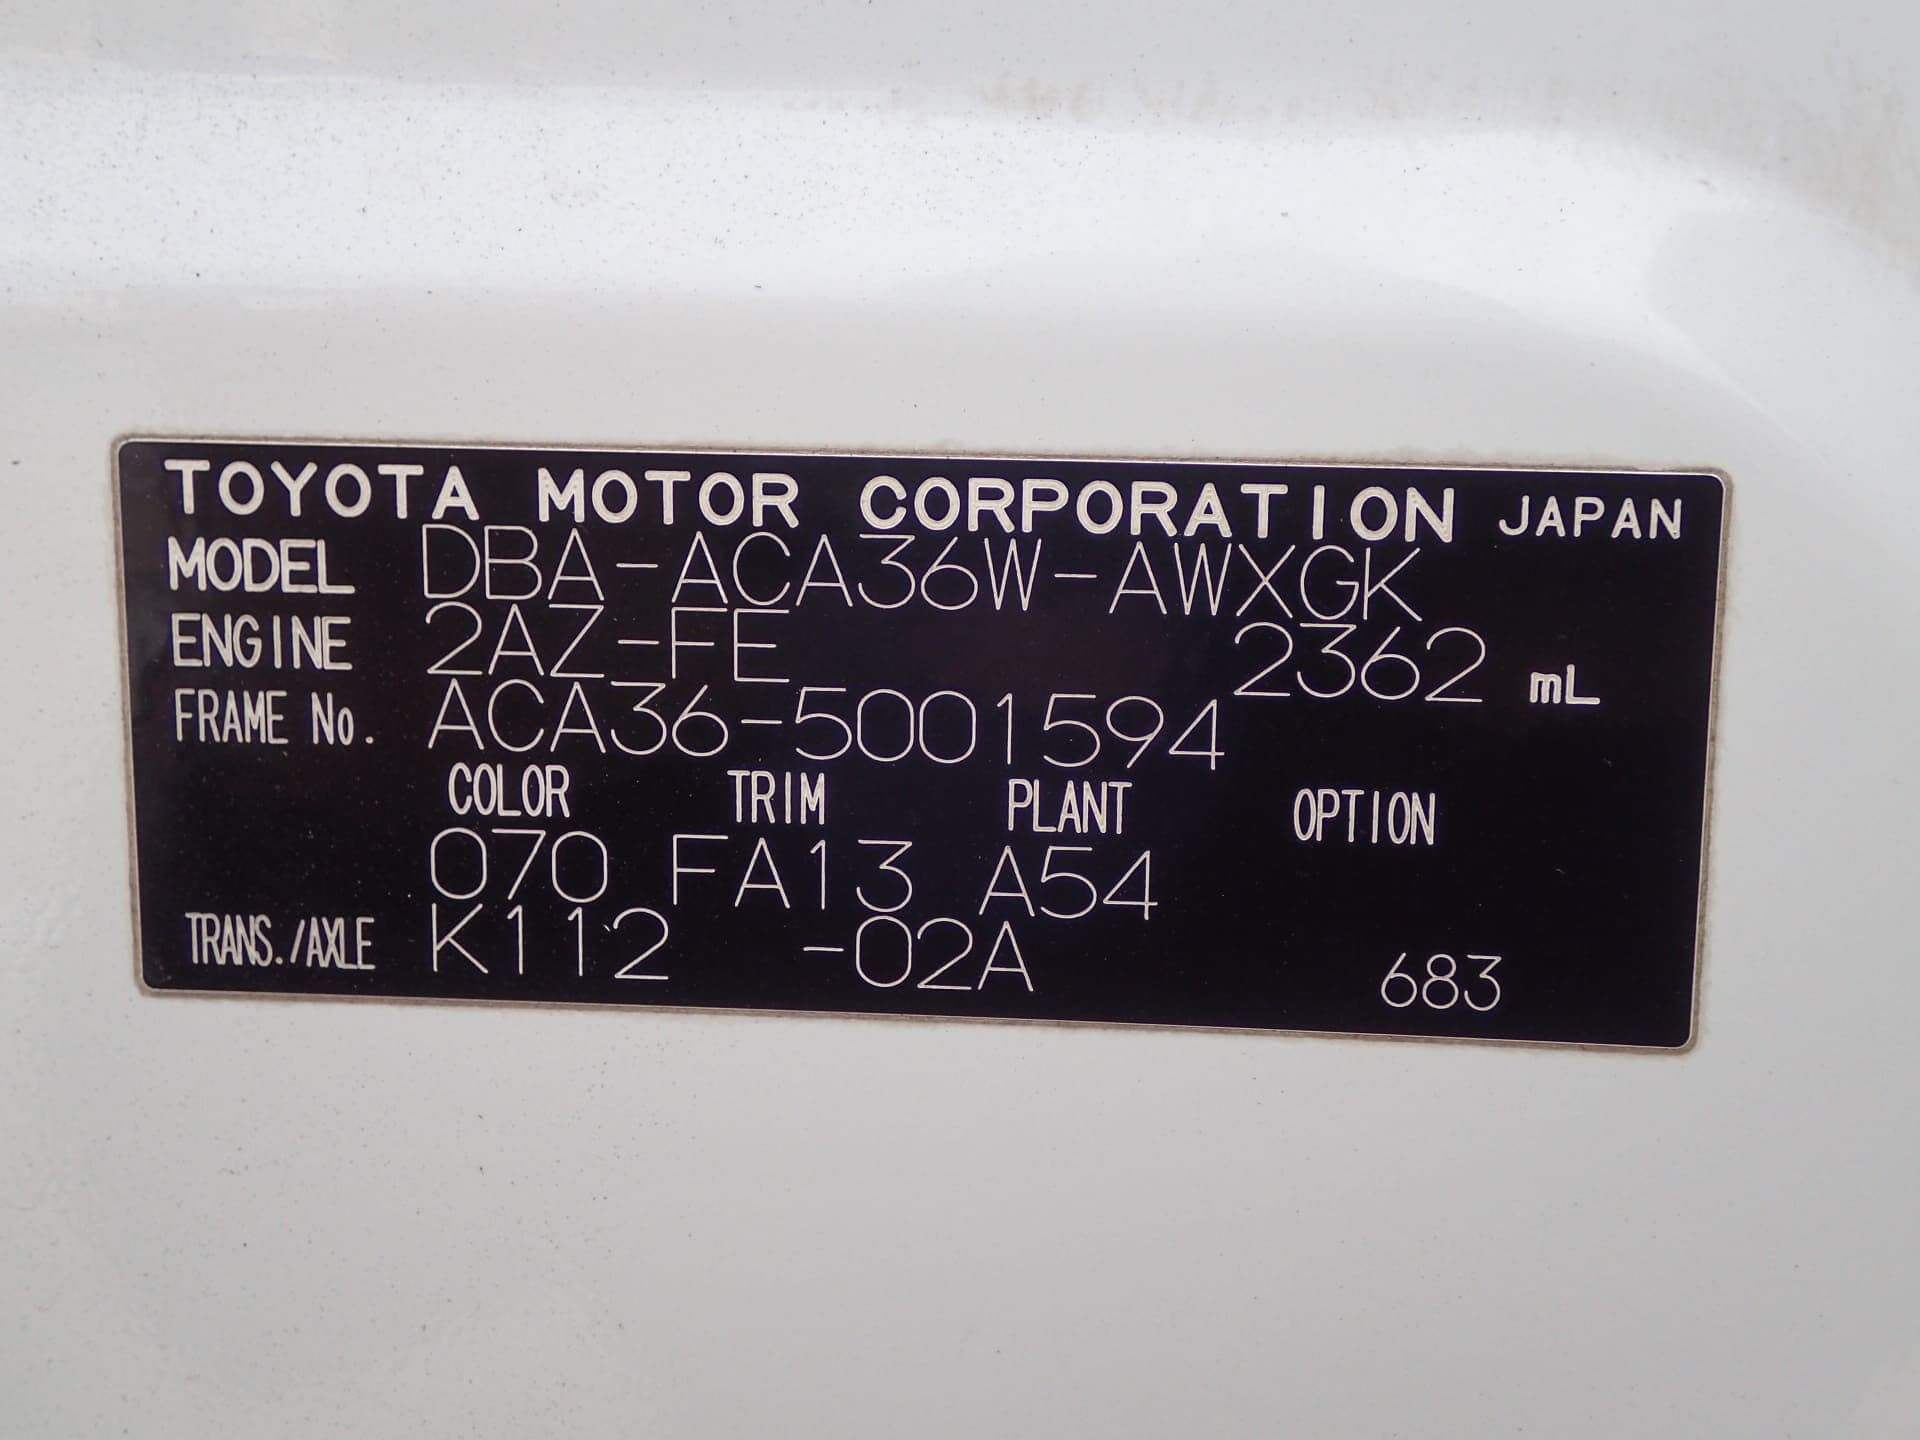 TOYOTA MOTOR CORPORATION JAPAN
MODEL DBA-ACA36W-AWXGK
ENGINE 2AZ-FE 2362 mL
FRAME No. ACA36-5001594
COLOR TRIM PLANT OPTION
070 FA13 A54
TRANS./AXLE K112 -02A 683